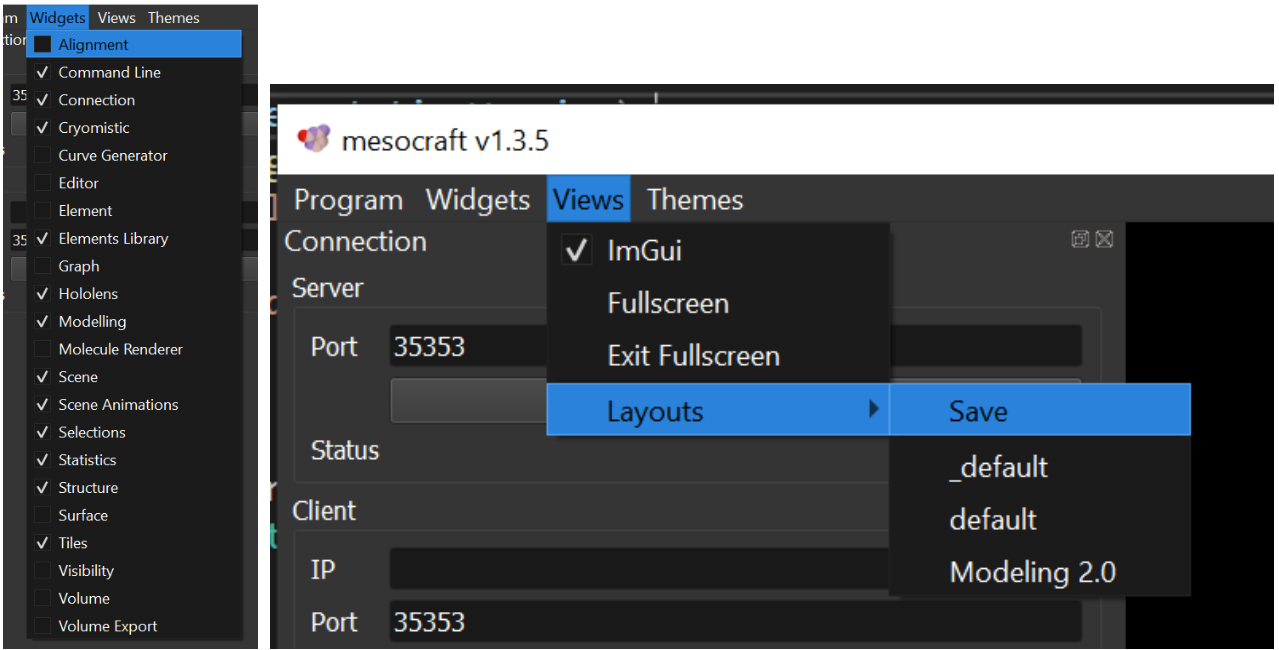 Widgets Views Themes
Alignment
35 Command Line
Connection
Cryomistic
Curve Generator
Editor
Element
35 Elements Library
Graph
Hololens
Modelling
Molecule Renderer
Scene
Scene Animations
Selections
Statistics
Structure
Surface
Tiles
Visibility
Volume
Volume Export
mesocraft v1.3.5
Program Widgets Views Themes
Connection
Server
Port 35353
Status
Client
IP
Port 35353
ImGui
Fullscreen
Exit Fullscreen
Layouts
Save
_default
default
Modeling 2.0